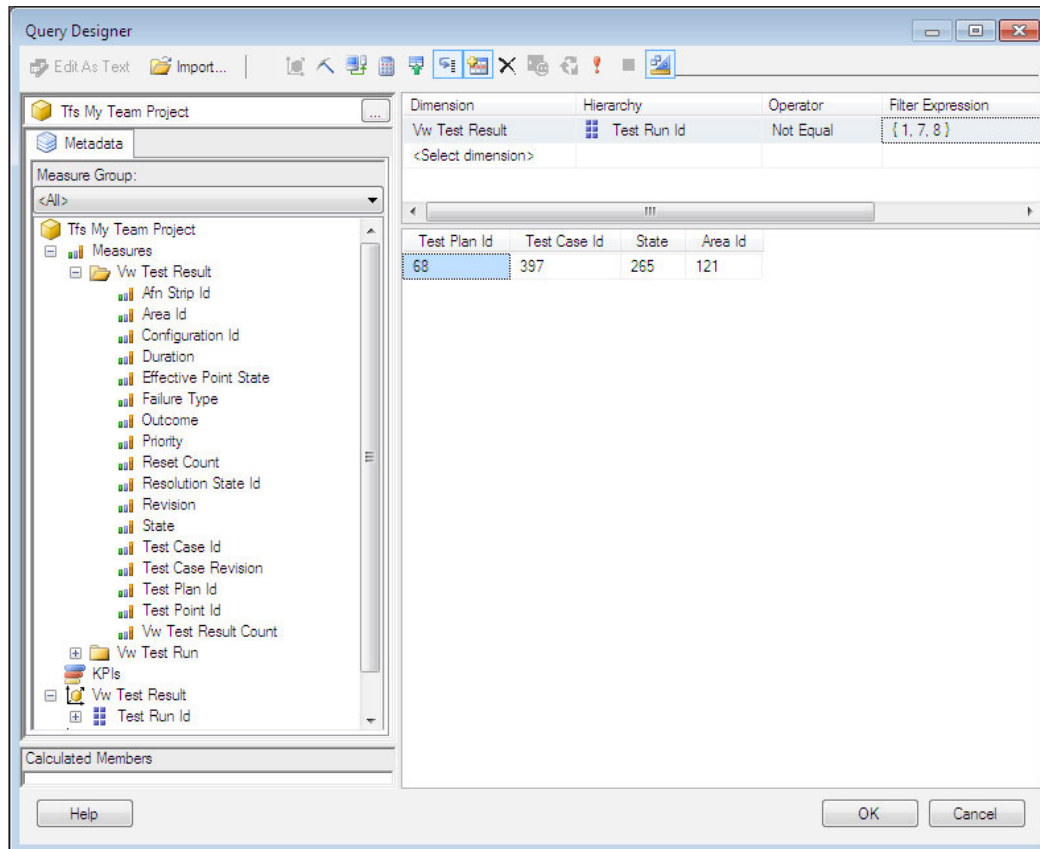 Query Designer
Edit As Text Import...
Tfs My Team Project ...
Metadata
Measure Group:
<All>
Tfs My Team Project
Measures
Vw Test Result
Afn Strip Id
Area Id
Configuration Id
Duration
Effective Point State
Failure Type
Outcome
Priority
Reset Count
Resolution State Id
Revision
State
Test Case Id
Test Case Revision
Test Plan Id
Test Point Id
Vw Test Result Count
Vw Test Run
KPIs
Vw Test Result
Test Run Id
Calculated Members
Dimension Hierarchy Operator Filter Expression
Vw Test Result Test Run Id Not Equal { 1, 7, 8 }
<Select dimension>
Test Plan Id Test Case Id State Area Id
68 397 265 121
Help OK Cancel